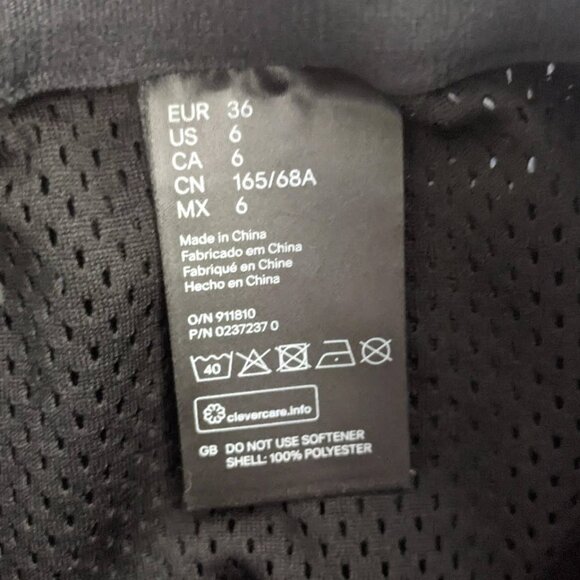 EUR 36
US 6
CA 6
CN 165/68A
MX 6
Made in China
Fabricado em China
Fabriqué en Chine
Hecho en China
O/N 911810
P/N 0237237 0
40
clevercare.info
GB DO NOT USE SOFTENER
SHELL: 100% POLYESTER